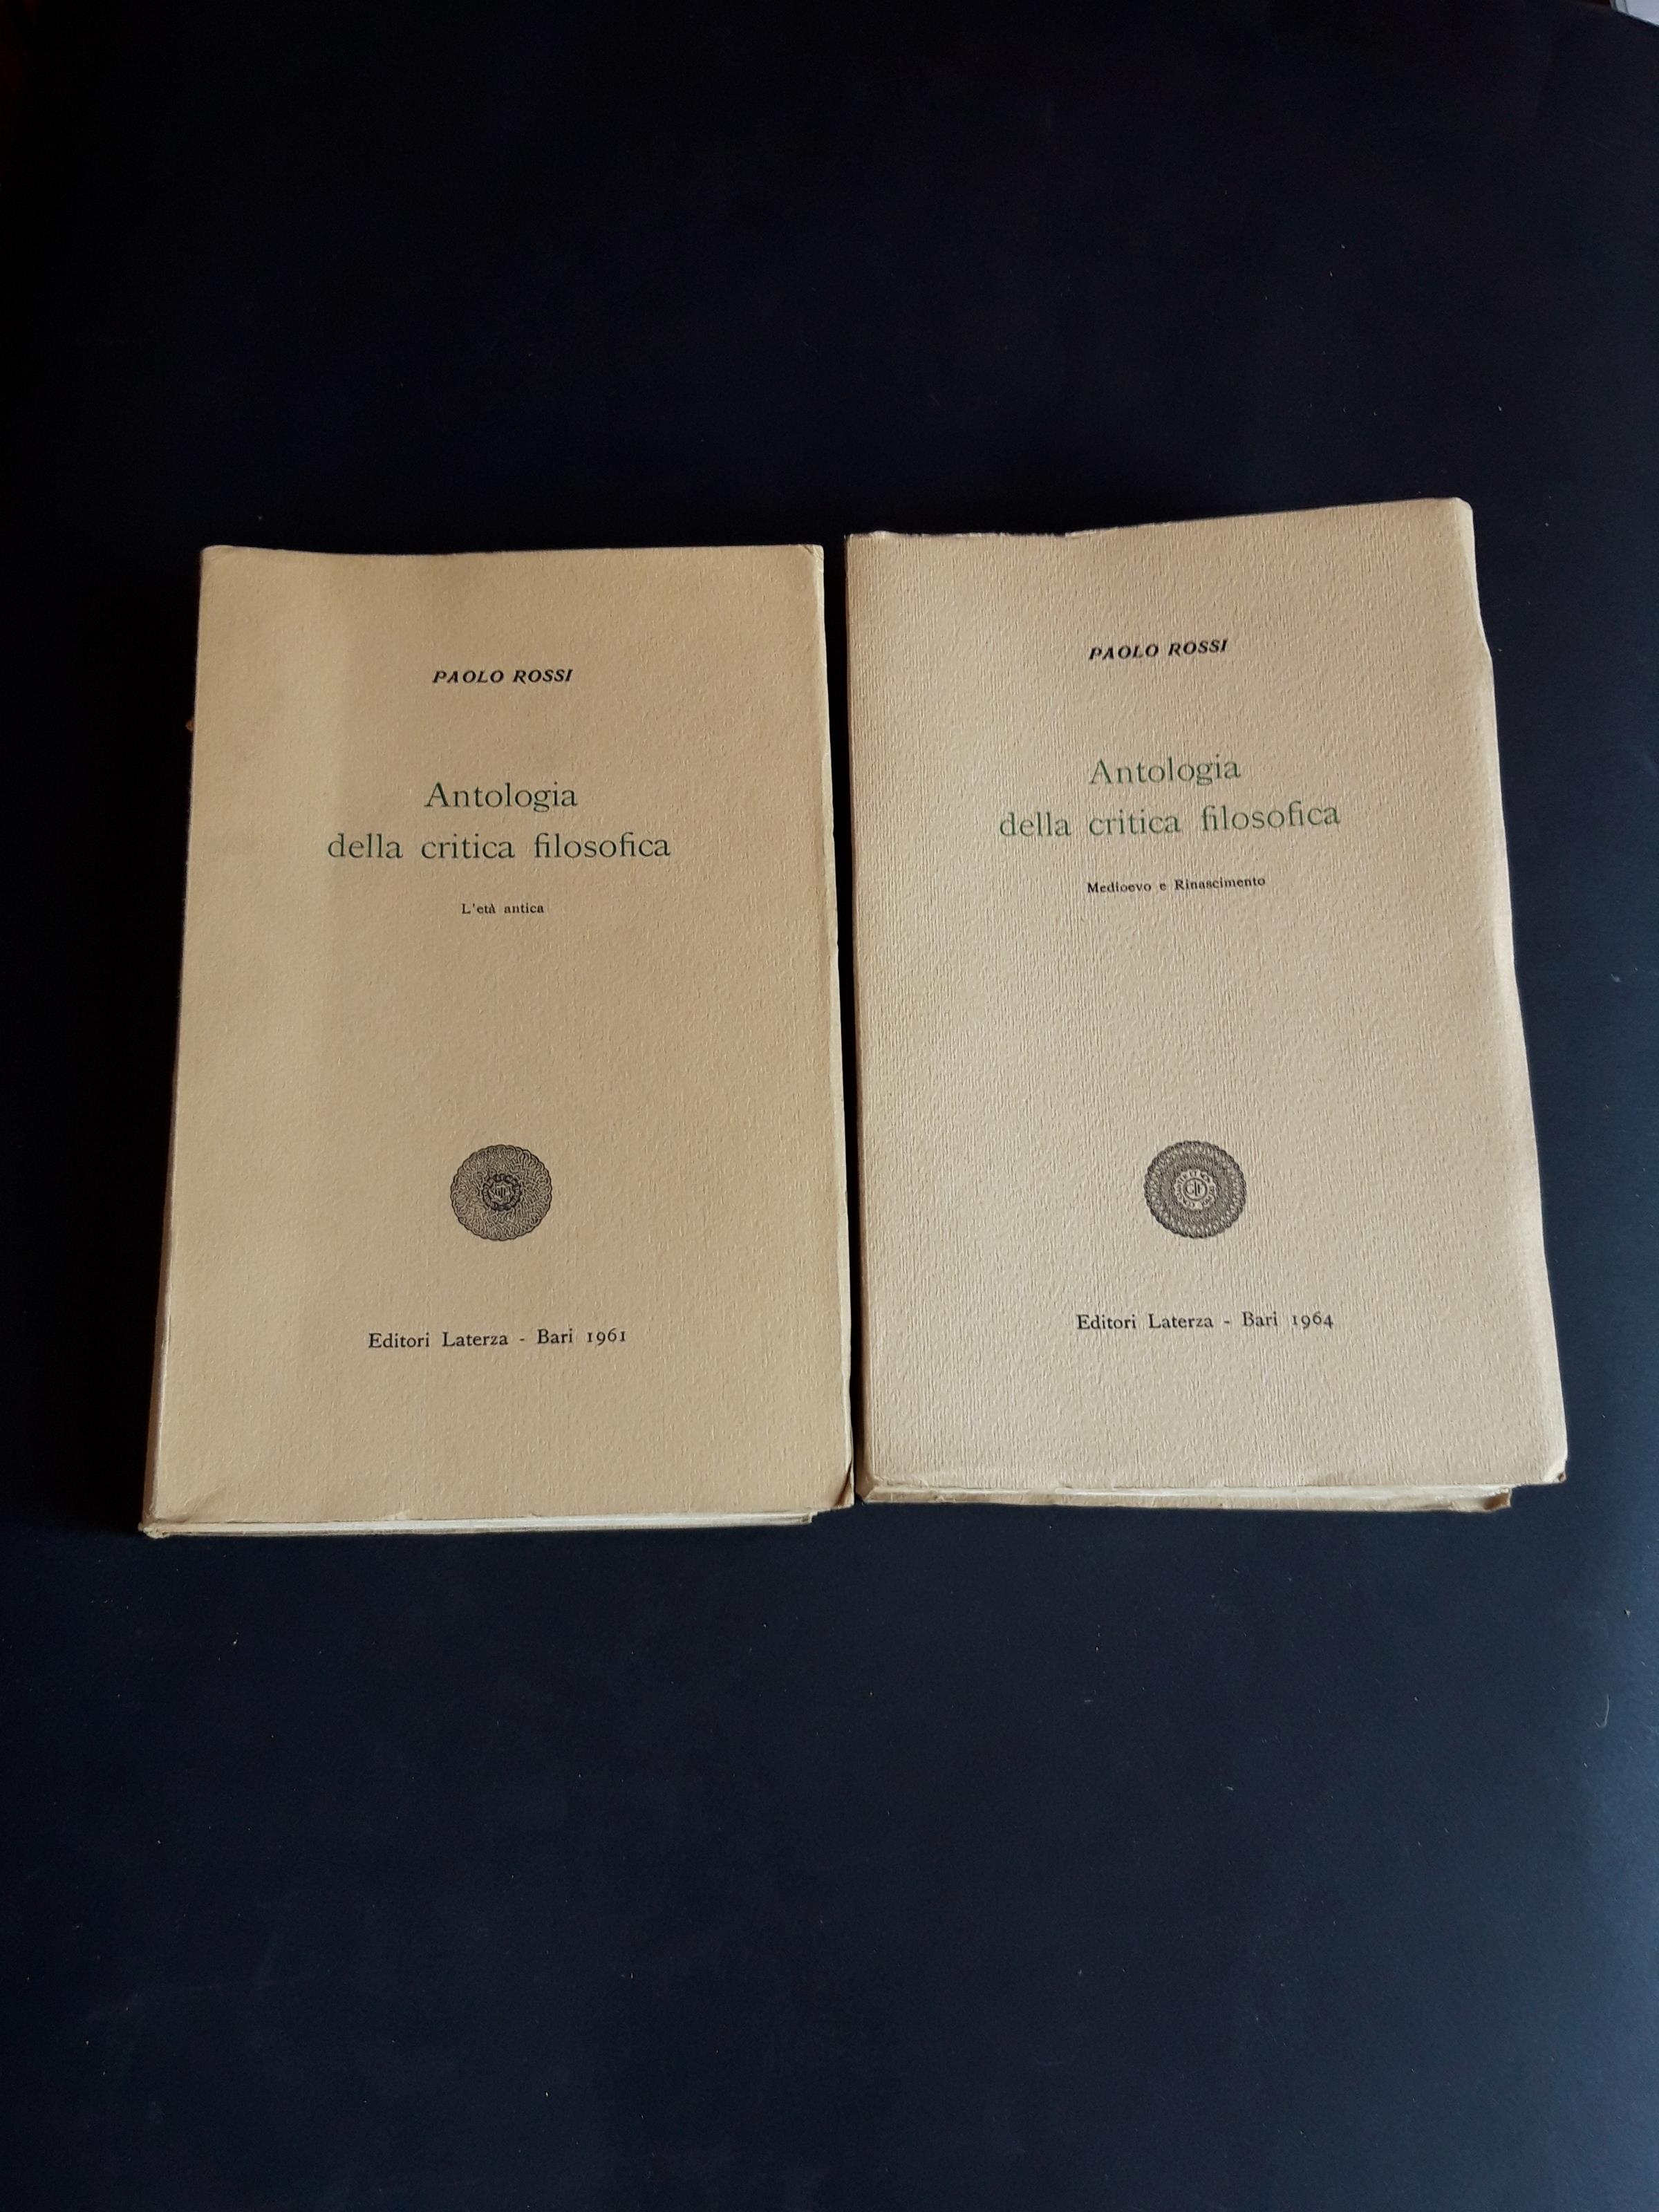 PAOLO ROSSI
Antologia
della critica filosofica
L'età antica
Editori Laterza - Bari 1961
PAOLO ROSSI
Antologia
della critica filosofica
Medioevo e Rinascimento
Editori Laterza - Bari 1964